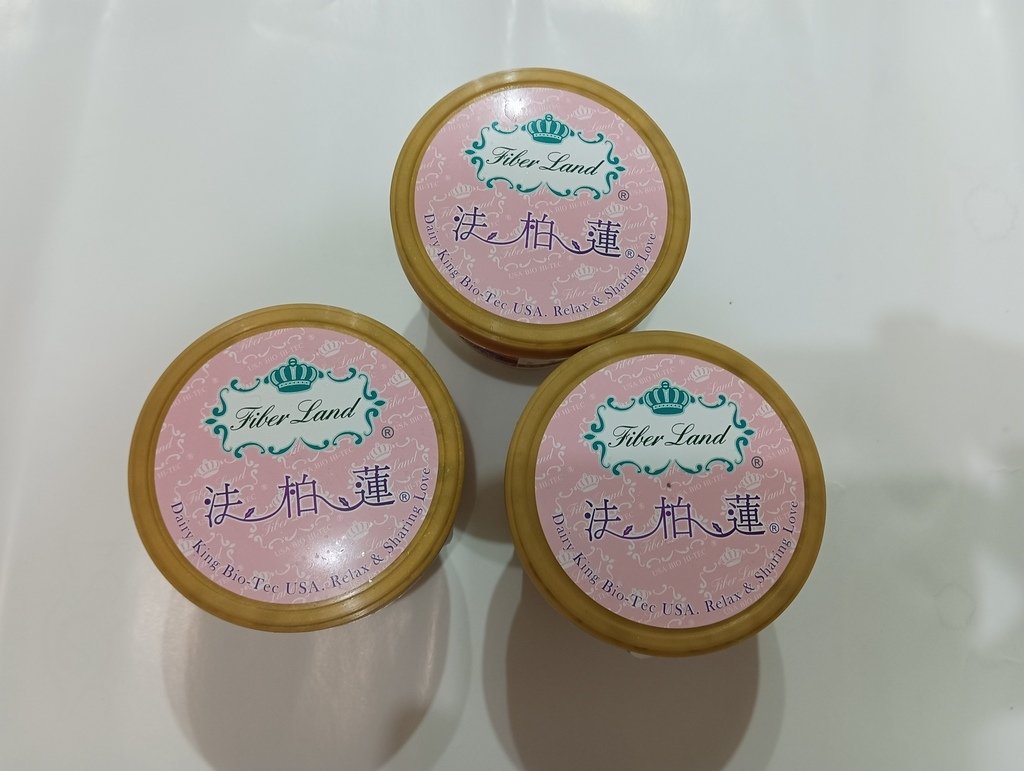 Fiber Land
®
法柏蓮®
Dairy King Bio-Tec USA. Relax & Sharing Love
Fiber Land
®
法柏蓮®
Dairy King Bio-Tec USA. Relax & Sharing Love
Fiber Land
®
法柏蓮®
Dairy King Bio-Tec USA. Relax & Sharing Love